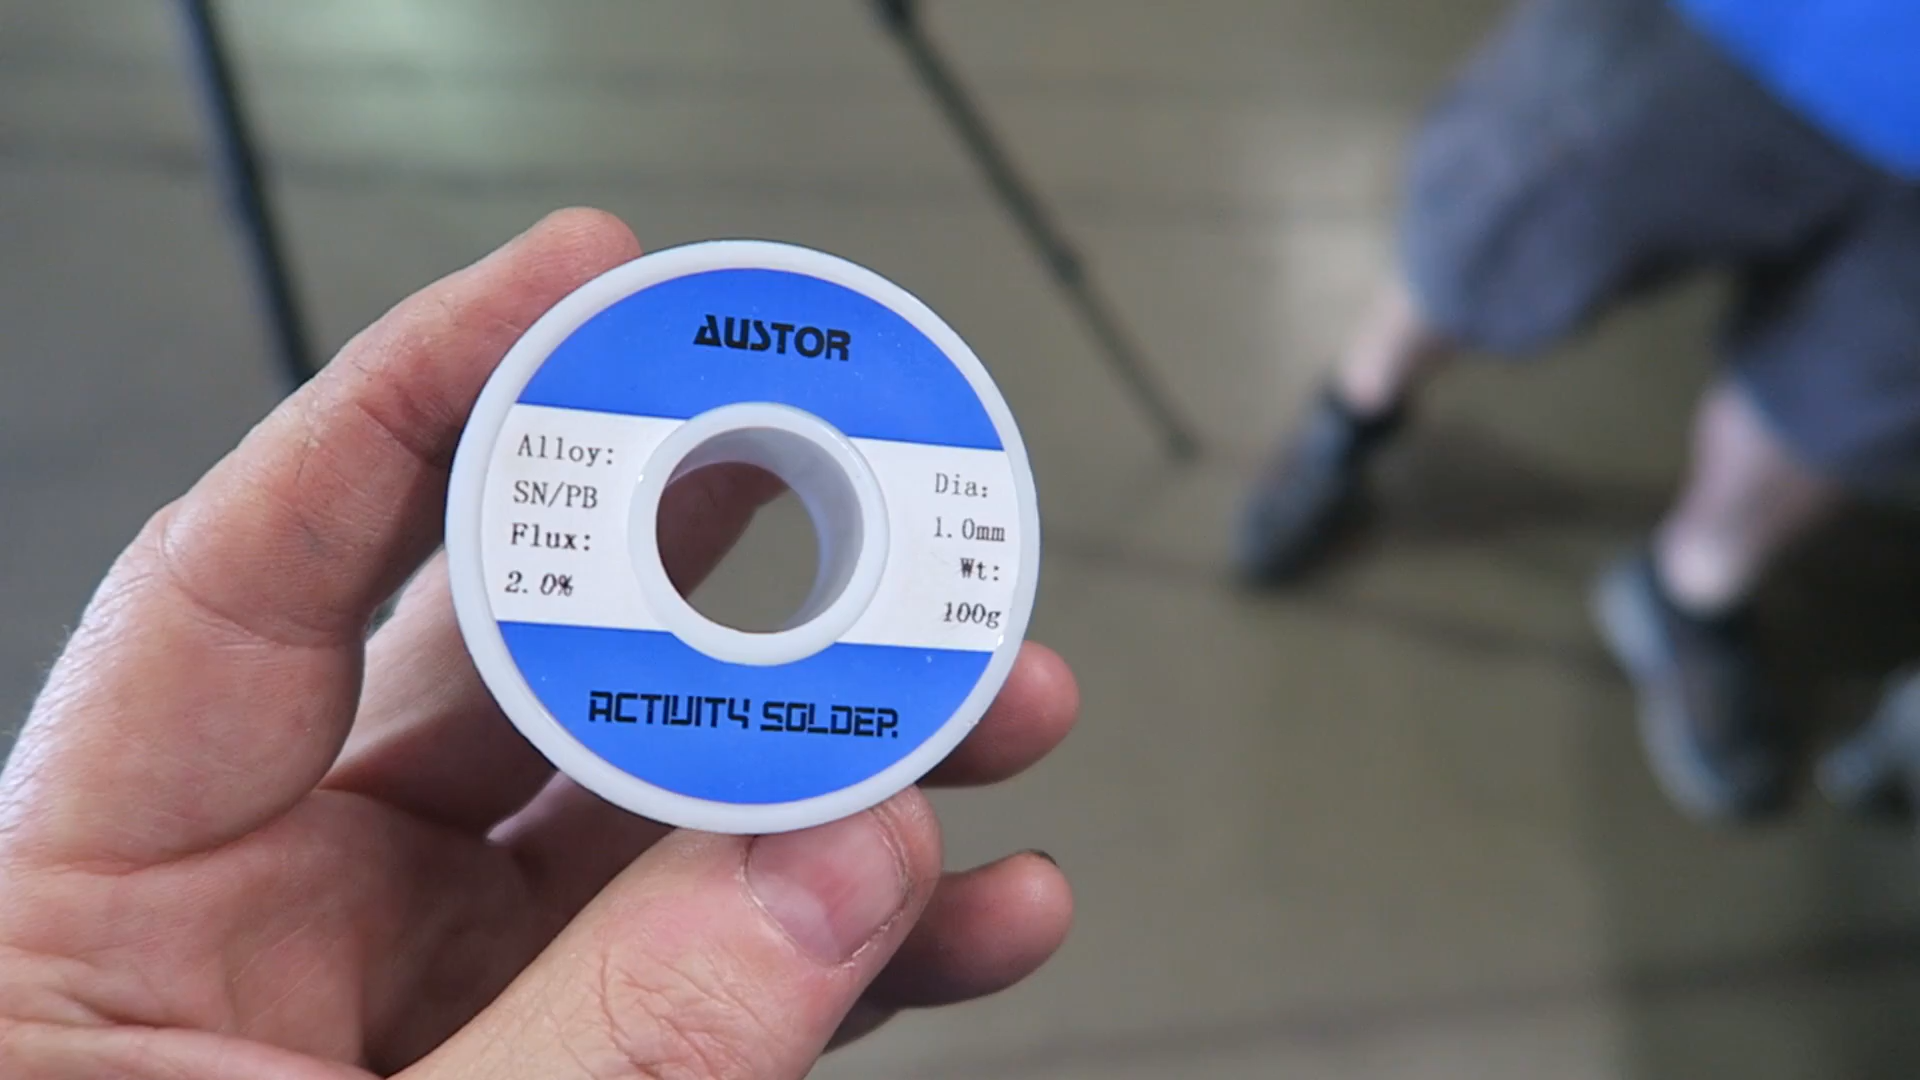 AUSTOR
Alloy:
SN/PB
Flux:
2.0%
Dia:
1.0mm
Wt:
100g
ACTIVITY SOLDER